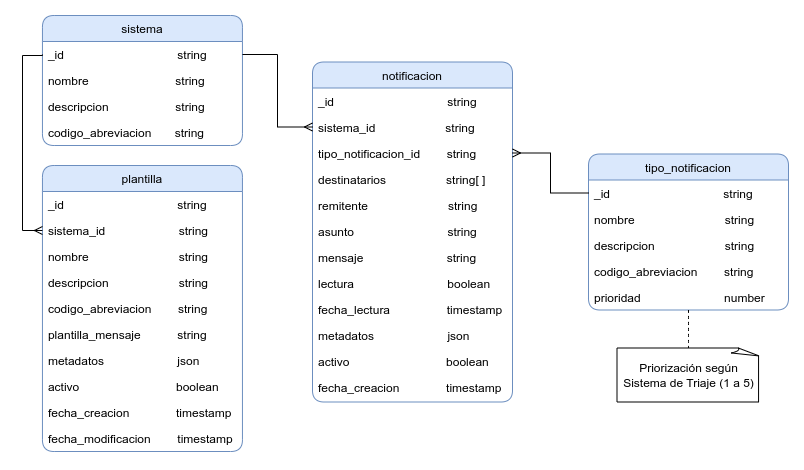 sistema
_id string
nombre string
descripcion string
codigo_abreviacion string
plantilla
_id string
sistema_id string
nombre string
descripcion string
codigo_abreviacion string
plantilla_mensaje string
metadatos json
activo boolean
fecha_creacion timestamp
fecha_modificacion timestamp
notificacion
_id string
sistema_id string
tipo_notificacion_id string
destinatarios string[ ]
remitente string
asunto string
mensaje string
lectura boolean
fecha_lectura timestamp
metadatos json
activo boolean
fecha_creacion timestamp
tipo_notificacion
_id string
nombre string
descripcion string
codigo_abreviacion string
prioridad number
Priorización según
Sistema de Triaje (1 a 5)